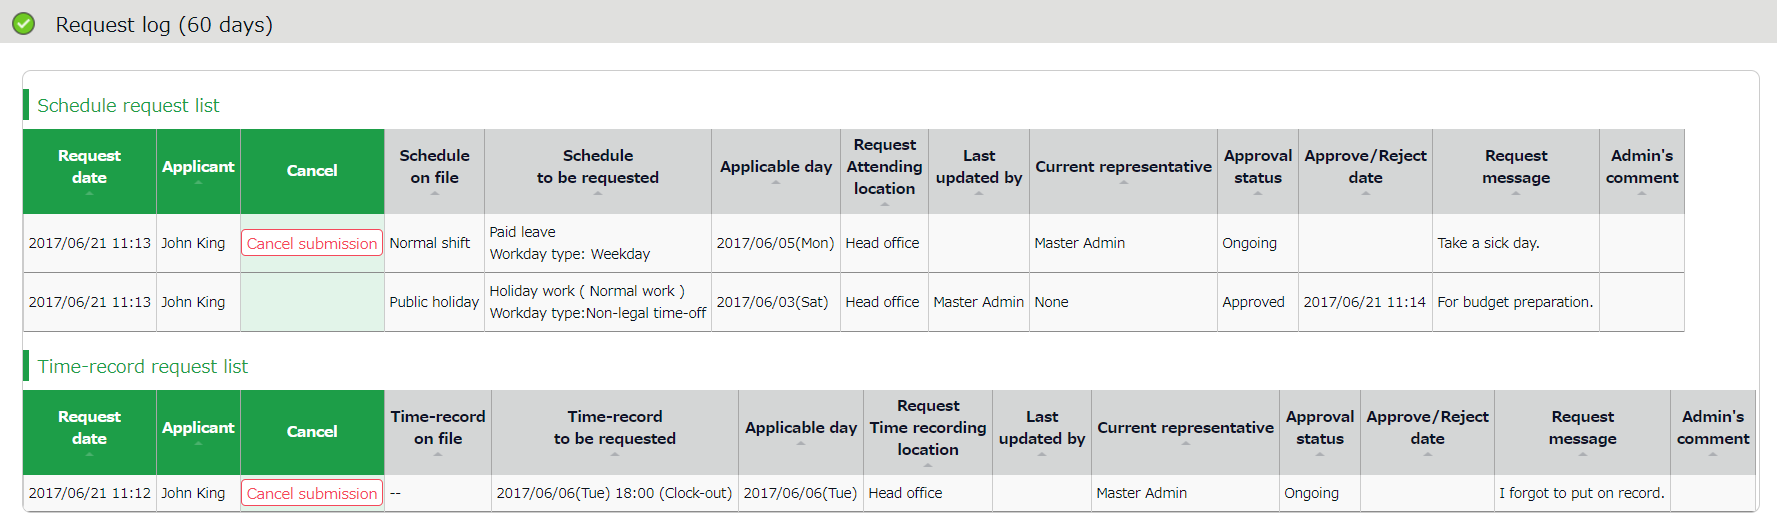 Request log (60 days)
Schedule request list
Request date Applicant Cancel Schedule on file Schedule to be requested Applicable day Request Attending location Last updated by Current representative Approval status Approve/Reject date Request message Admin's comment
2017/06/21 11:13 John King Cancel submission Normal shift Paid leave Workday type: Weekday 2017/06/05(Mon) Head office Master Admin Ongoing Take a sick day.
2017/06/21 11:13 John King Public holiday Holiday work ( Normal work ) Workday type:Non-legal time-off 2017/06/03(Sat) Head office Master Admin None Approved 2017/06/21 11:14 For budget preparation.
Time-record request list
Request date Applicant Cancel Time-record on file Time-record to be requested Applicable day Request Time recording location Last updated by Current representative Approval status Approve/Reject date Request message Admin's comment
2017/06/21 11:12 John King Cancel submission -- 2017/06/06(Tue) 18:00 (Clock-out) 2017/06/06(Tue) Head office Master Admin Ongoing I forgot to put on record.